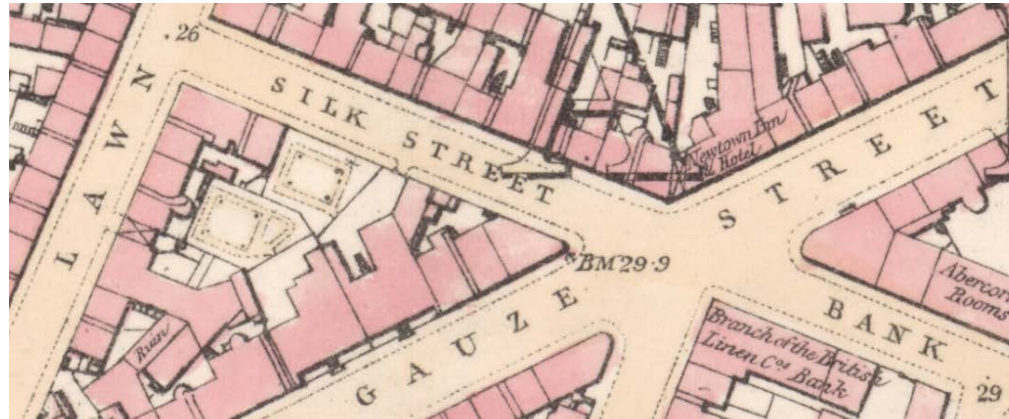 .26
SILK STREET
LAWN
Newtown Inn
& Hotel
STREET
BM 29·9
GAUZE
Abercorn
Rooms
BANK
Branch of the British
Linen Cos. Bank
Ruin
29